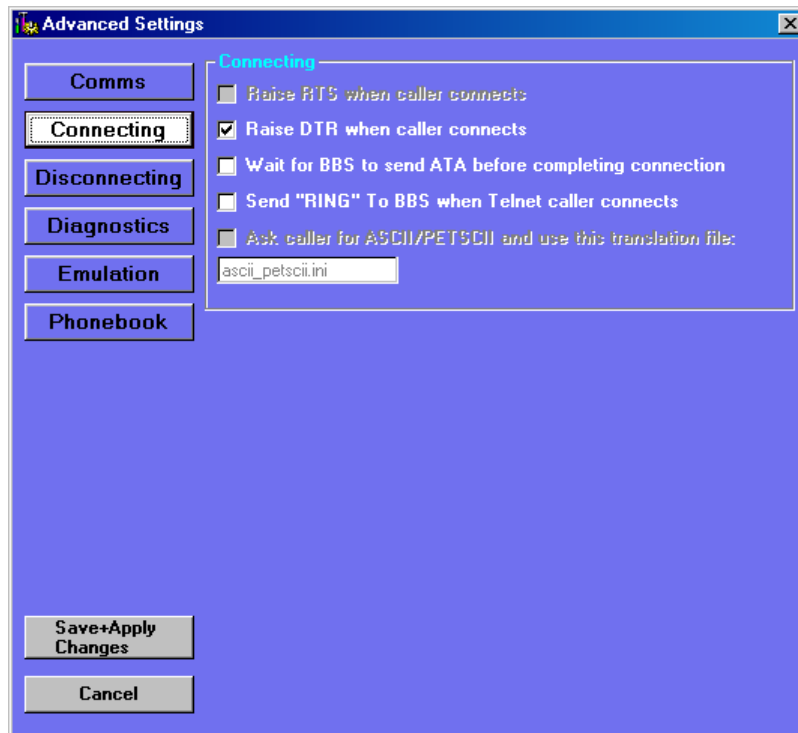 Advanced Settings
Comms
Connecting
Disconnecting
Diagnostics
Emulation
Phonebook
Save+Apply
Changes
Cancel
Connecting
Raise RTS when caller connects
Raise DTR when caller connects
Wait for BBS to send ATA before completing connection
Send "RING" To BBS when Telnet caller connects
Ask caller for ASCII/PETSCII and use this translation file:
ascii_petscii.ini